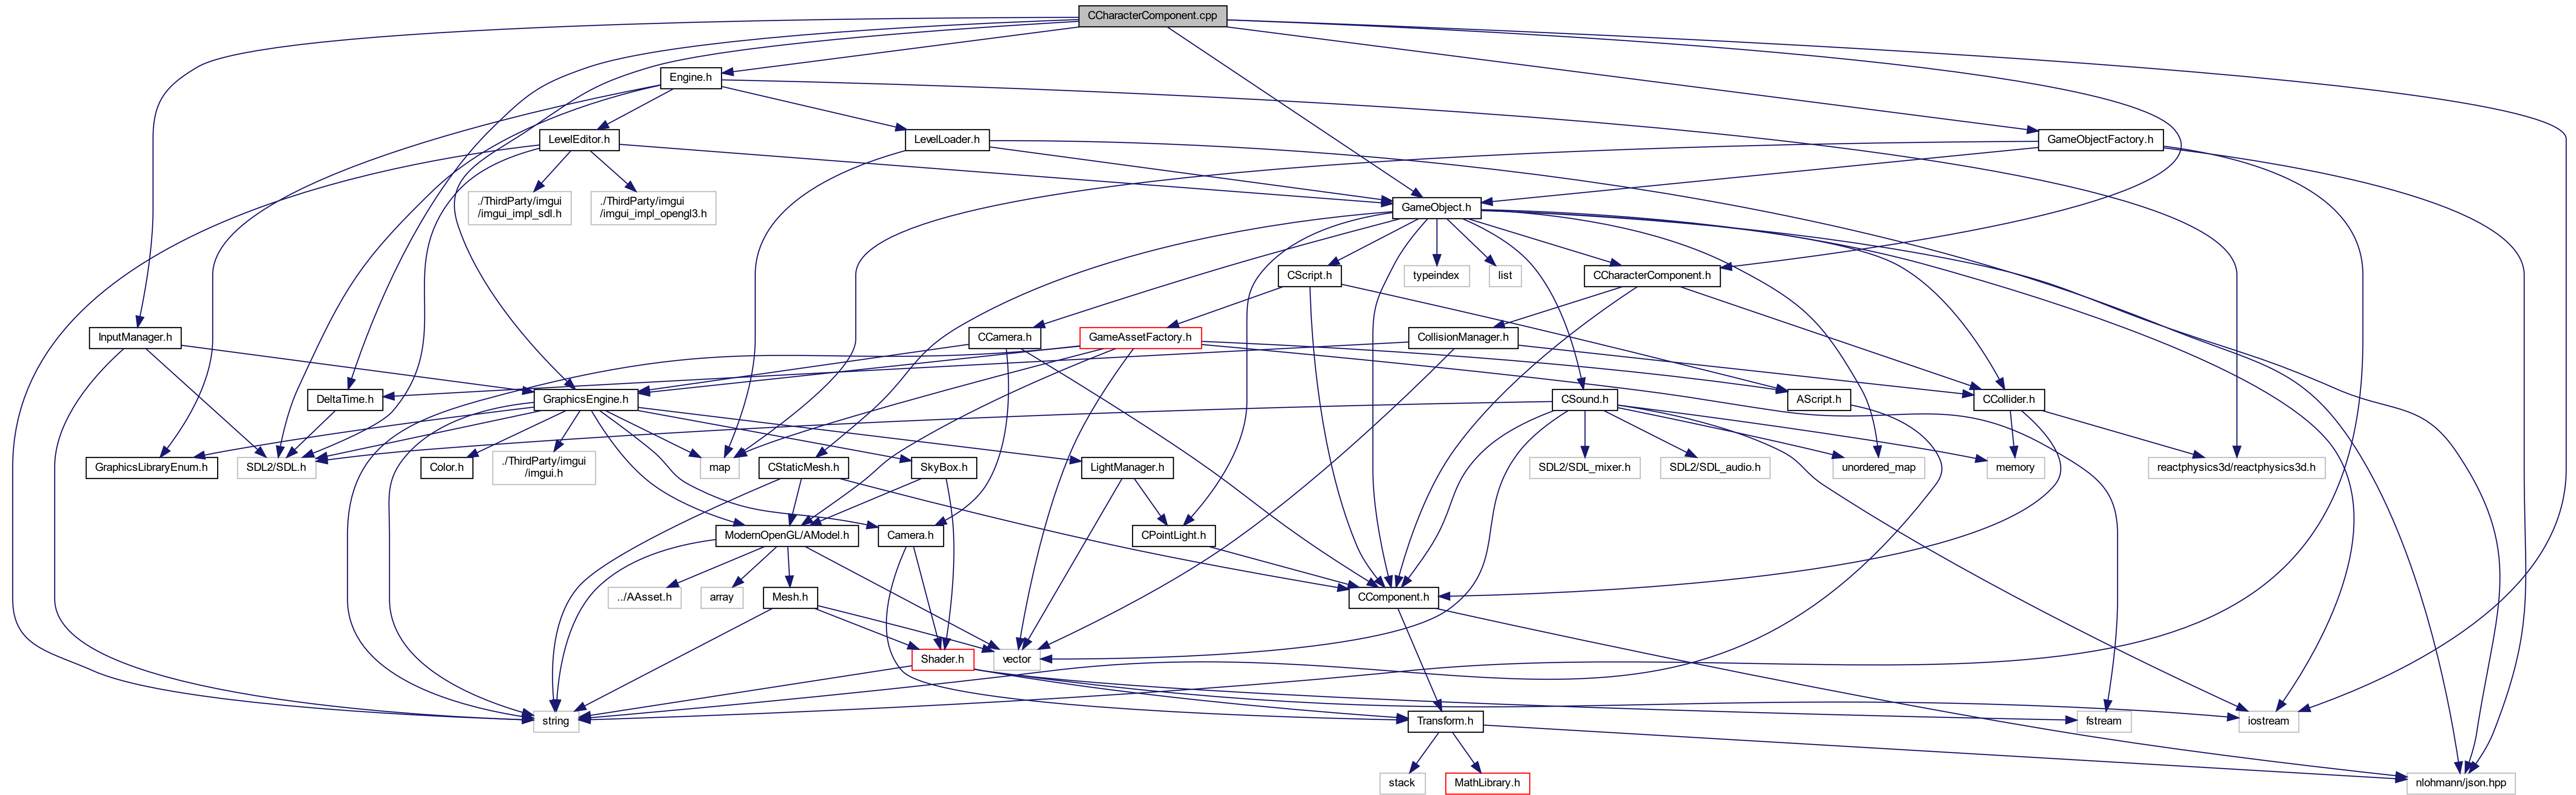 CCharacterComponent.cpp
Engine.h
LevelEditor.h
LevelLoader.h
GameObjectFactory.h
./ThirdParty/imgui
/imgui_impl_sdl.h
./ThirdParty/imgui
/imgui_impl_opengl3.h
GameObject.h
CScript.h
typeindex
list
CCharacterComponent.h
InputManager.h
CCamera.h
GameAssetFactory.h
CollisionManager.h
DeltaTime.h
GraphicsEngine.h
CSound.h
AScript.h
CCollider.h
GraphicsLibraryEnum.h
SDL2/SDL.h
Color.h
./ThirdParty/imgui
/imgui.h
map
CStaticMesh.h
SkyBox.h
LightManager.h
SDL2/SDL_mixer.h
SDL2/SDL_audio.h
unordered_map
memory
reactphysics3d/reactphysics3d.h
ModernOpenGL/AModel.h
Camera.h
CPointLight.h
../AAsset.h
array
Mesh.h
CComponent.h
Shader.h
vector
string
Transform.h
fstream
iostream
stack
MathLibrary.h
nlohmann/json.hpp